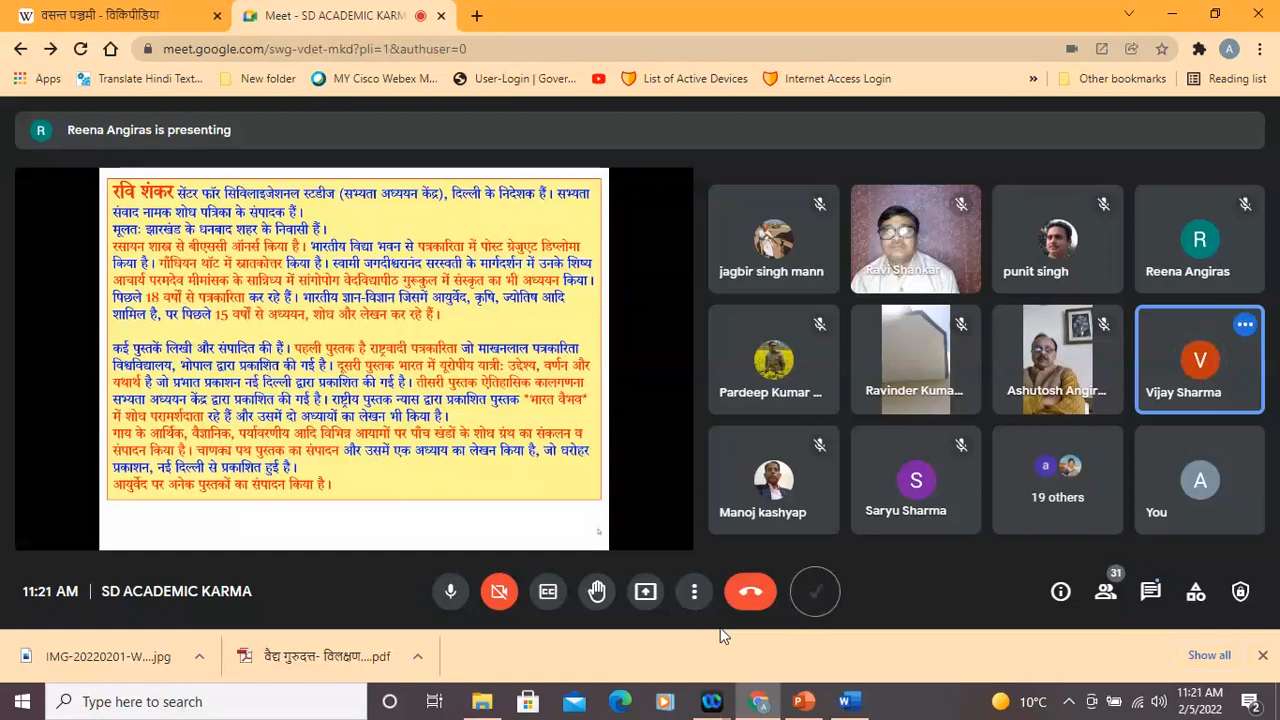 वसन्त पञ्चमी - विकिपीडिया
Meet - SD ACADEMIC KARMA
meet.google.com/swg-vdet-mkd?pli=1&authuser=0
A
Apps
Translate Hindi Text...
New folder
MY Cisco Webex M...
User-Login | Gover...
List of Active Devices
Internet Access Login
»
Other bookmarks
Reading list
R
Reena Angiras is presenting
रवि शंकर सेंटर फॉर सिविलाइजेशनल स्टडीज (सभ्यता अध्ययन केंद्र), दिल्ली के निदेशक हैं। सभ्यता
संवाद नामक शोध पत्रिका के संपादक हैं।
मूलतः झारखंड के धनबाद शहर के निवासी हैं।
रसायन शास्त्र से बीएससी ऑनर्स किया है। भारतीय विद्या भवन से पत्रकारिता में पोस्ट ग्रेजुएट डिप्लोमा
किया है। गाँधियन थॉट में स्नातकोत्तर किया है। स्वामी जगदीश्वरानंद सरस्वती के मार्गदर्शन में उनके शिष्य
आचार्य परमदेव मीमांसक के सान्निध्य में सांगोपोग वेदविद्यापीठ गुरूकुल में संस्कृत का भी अध्ययन किया।
पिछले 18 वर्षों से पत्रकारिता कर रहे हैं। भारतीय ज्ञान-विज्ञान जिसमें आयुर्वेद, कृषि, ज्योतिष आदि
शामिल है, पर पिछले 15 वर्षों से अध्ययन, शोध और लेखन कर रहे हैं।
कई पुस्तकें लिखी और संपादित की हैं। पहली पुस्तक है राष्ट्रवादी पत्रकारिता जो माखनलाल पत्रकारिता
विश्वविद्यालय, भोपाल द्वारा प्रकाशित की गई है। दूसरी पुस्तक भारत में यूरोपीय यात्री: उद्देश्य, वर्णन और
यथार्थ है जो प्रभात प्रकाशन नई दिल्ली द्वारा प्रकाशित की गई है। तीसरी पुस्तक ऐतिहासिक कालगणना
सभ्यता अध्ययन केंद्र द्वारा प्रकाशित की गई है। राष्ट्रीय पुस्तक न्यास द्वारा प्रकाशित पुस्तक *भारत वैभव*
में शोध परामर्शदाता रहे हैं और उसमें दो अध्यायों का लेखन भी किया है।
गाय के आर्थिक, वैज्ञानिक, पर्यावरणीय आदि विभिन्न आयामों पर पाँच खंडों के शोध ग्रंथ का संकलन व
संपादन किया है। चाणक्य पथ पुस्तक का संपादन और उसमें एक अध्याय का लेखन किया है, जो घरोहर
प्रकाशन, नई दिल्ली से प्रकाशित हुई है।
आयुर्वेद पर अनेक पुस्तकों का संपादन किया है।
jagbir singh mann
Ravi Shankar
punit singh
R
Reena Angiras
Pardeep Kumar ...
Ravinder Kuma...
Ashutosh Angir...
V
Vijay Sharma
Manoj kashyap
S
Saryu Sharma
a
19 others
A
You
11:21 AM
SD ACADEMIC KARMA
CC
31
IMG-20220201-W....jpg
वैद्य गुरुदत्त- विलक्षण....pdf
Show all
Type here to search
10°C
11:21 AM
2/5/2022
2